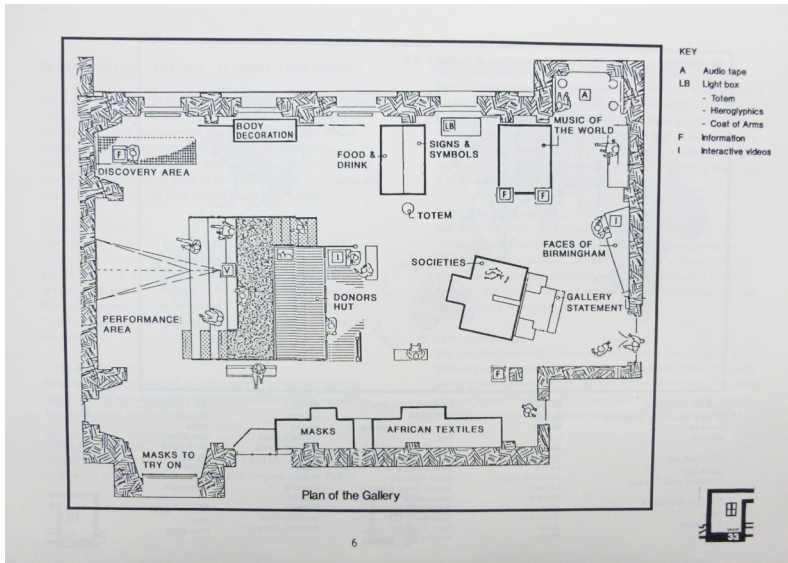 KEY
A Audio tape
LB Light box
- Totem
- Hieroglyphics
- Coat of Arms
F Information
I Interactive videos
A
MUSIC OF
THE WORLD
BODY
DECORATION
LB
SIGNS &
SYMBOLS
FOOD &
DRINK
F
DISCOVERY AREA
F F
TOTEM
I
FACES OF
BIRMINGHAM
SOCIETIES
I
V
GALLERY
STATEMENT
DONORS
HUT
PERFORMANCE
AREA
F
MASKS
AFRICAN TEXTILES
MASKS TO
TRY ON
Plan of the Gallery
6
33